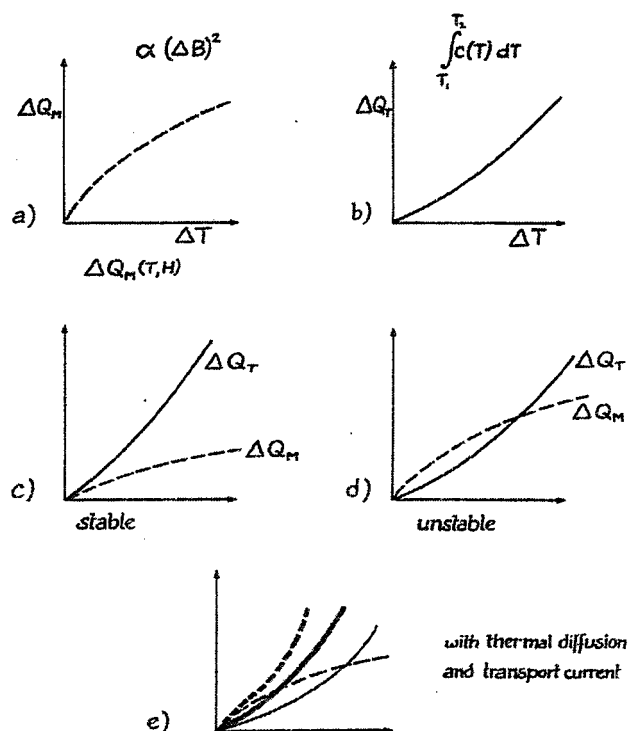 ∝ (ΔB)²
ΔQ_M
a)
ΔT
ΔQ_M(T,H)
T₂
∫c(T) dT
T₁
ΔQ_T
b)
ΔT
ΔQ_T
ΔQ_M
c)
stable
ΔQ_T
ΔQ_M
d)
unstable
with thermal diffusion
and transport current
e)